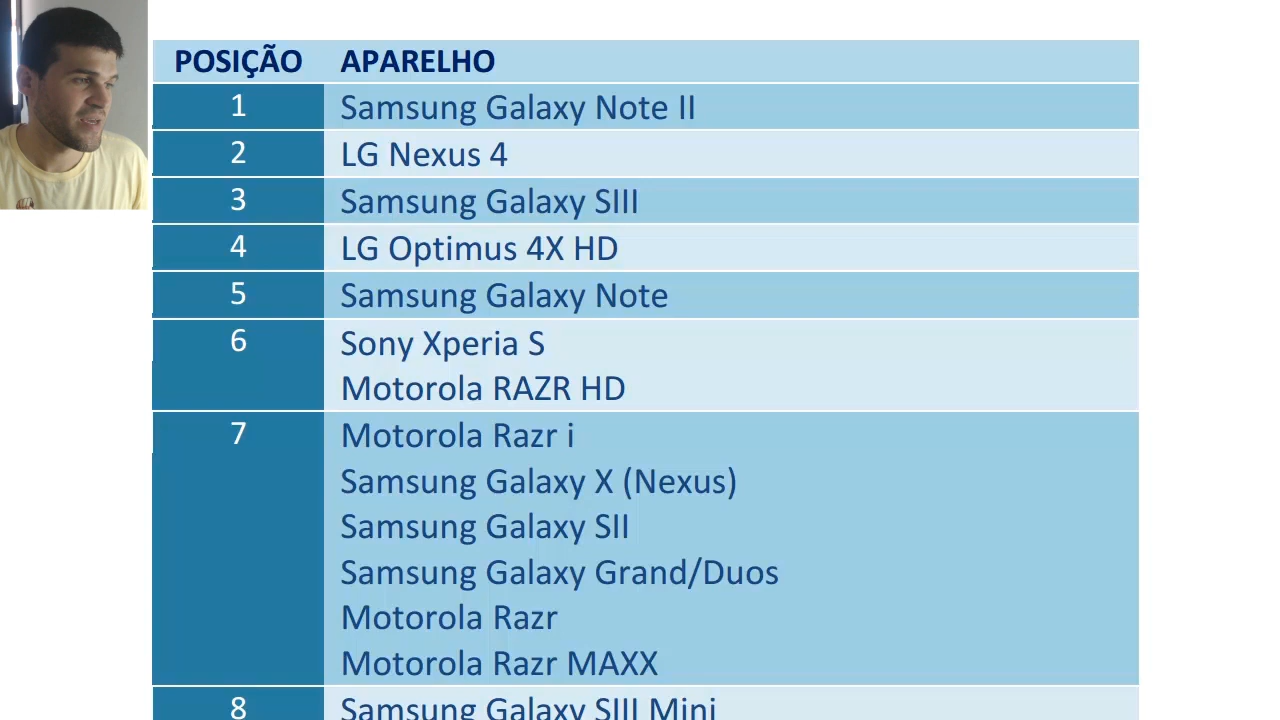 POSIÇÃO APARELHO
1 Samsung Galaxy Note II
2 LG Nexus 4
3 Samsung Galaxy SIII
4 LG Optimus 4X HD
5 Samsung Galaxy Note
6 Sony Xperia S
Motorola RAZR HD
7 Motorola Razr i
Samsung Galaxy X (Nexus)
Samsung Galaxy SII
Samsung Galaxy Grand/Duos
Motorola Razr
Motorola Razr MAXX
8 Samsung Galaxy SIII Mini